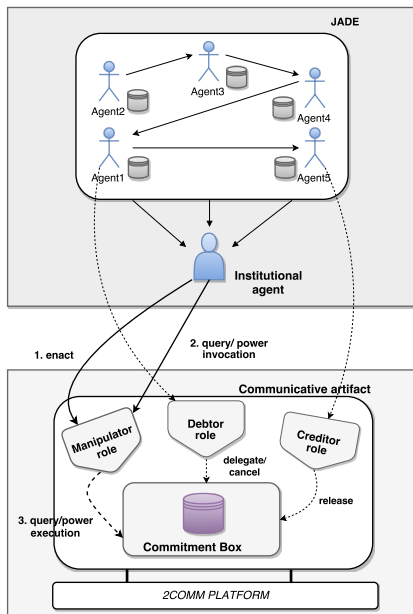 JADE
Agent3
Agent2
Agent4
Agent1
Agent5
Institutional
agent
1. enact
2. query/ power
invocation
Communicative artifact
Manipulator
role
Debtor
role
Creditor
role
delegate/
cancel
release
3. query/power
execution
Commitment Box
2COMM PLATFORM